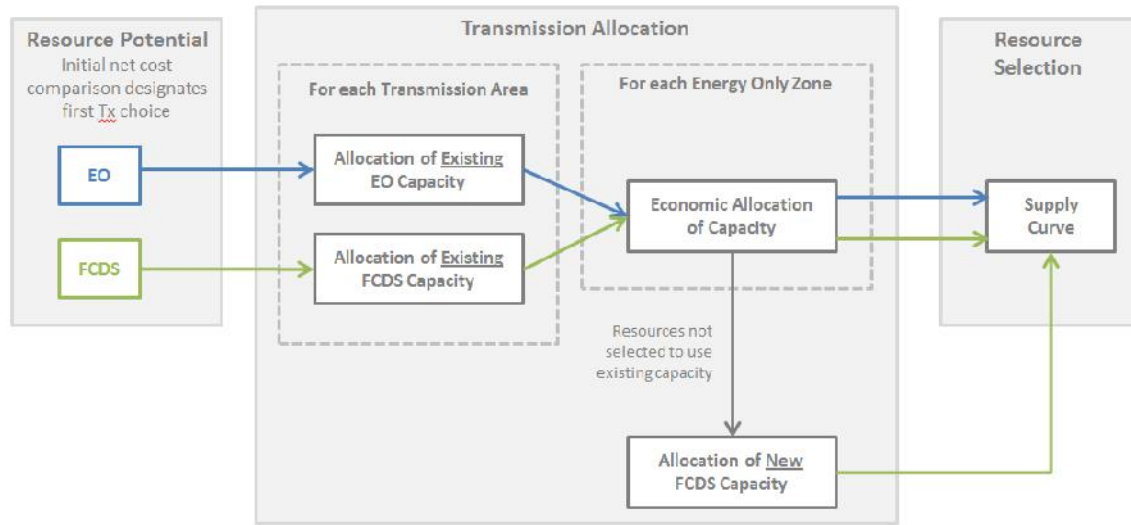 Resource Potential
Initial net cost
comparison designates
first Tx choice
EO
FCDS
Transmission Allocation
For each Transmission Area
Allocation of Existing
EO Capacity
Allocation of Existing
FCDS Capacity
For each Energy Only Zone
Economic Allocation
of Capacity
Resources not
selected to use
existing capacity
Allocation of New
FCDS Capacity
Resource
Selection
Supply
Curve